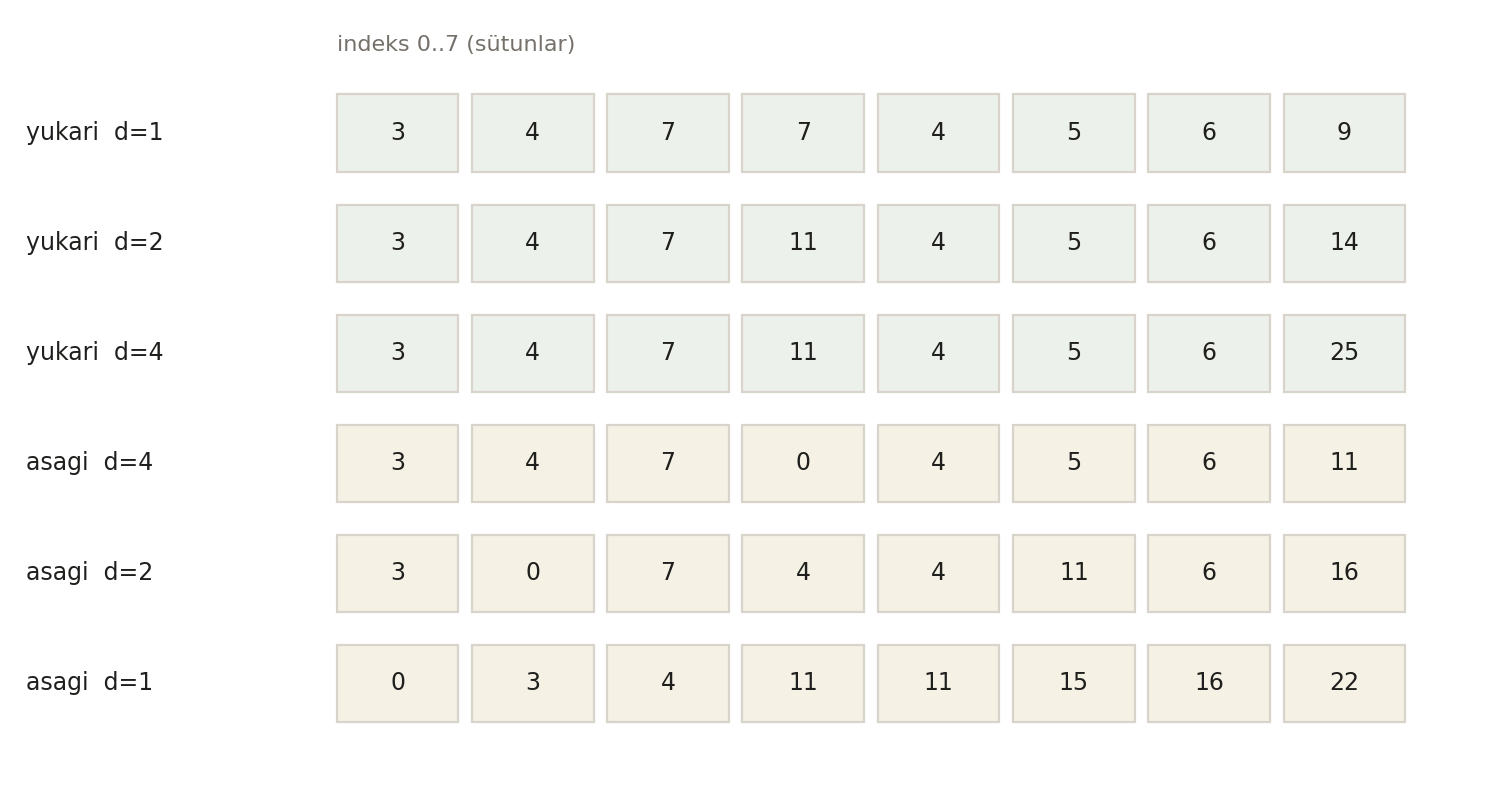 indeks 0..7 (sütunlar)
yukari d=1 3 4 7 7 4 5 6 9
yukari d=2 3 4 7 11 4 5 6 14
yukari d=4 3 4 7 11 4 5 6 25
asagi d=4 3 4 7 0 4 5 6 11
asagi d=2 3 0 7 4 4 11 6 16
asagi d=1 0 3 4 11 11 15 16 22